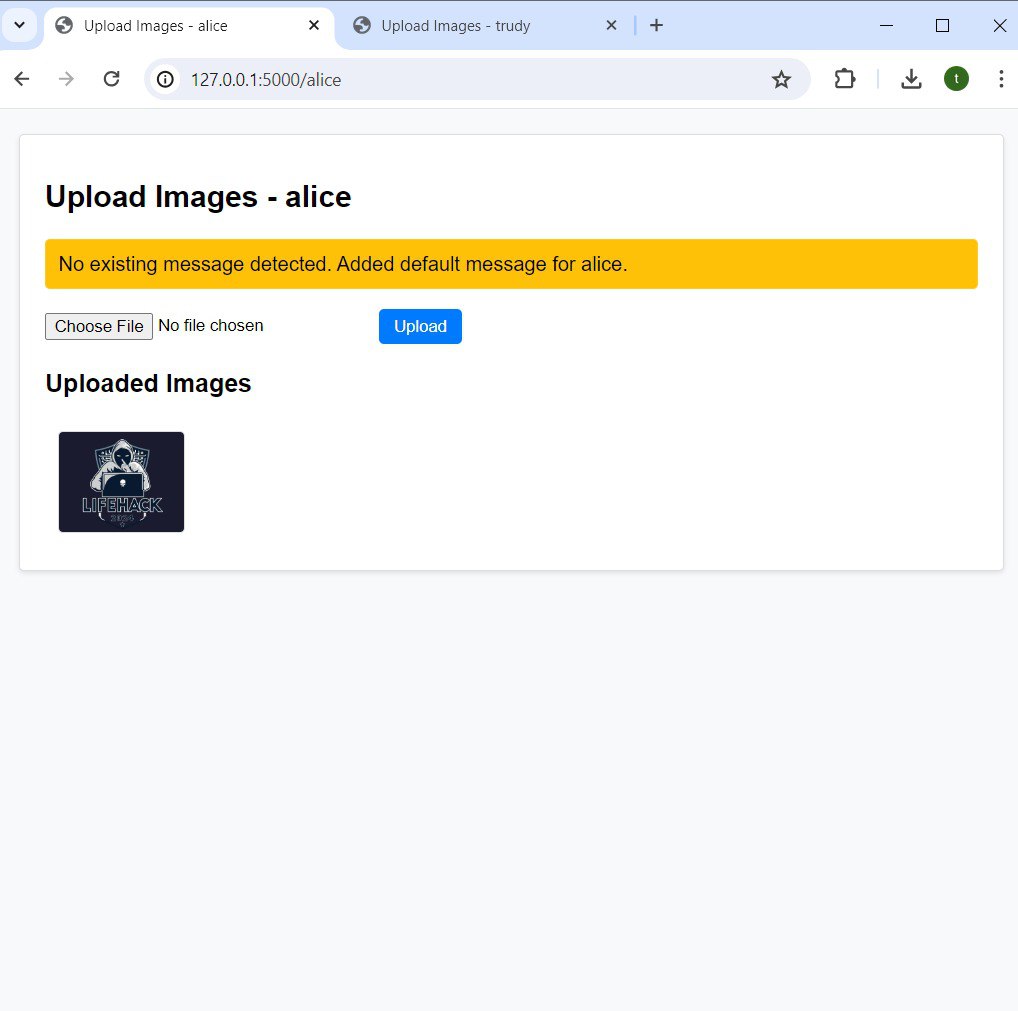 Upload Images - alice
Upload Images - trudy
127.0.0.1:5000/alice
t
Upload Images - alice
No existing message detected. Added default message for alice.
Choose File No file chosen
Upload
Uploaded Images
LIFEHACK
2024